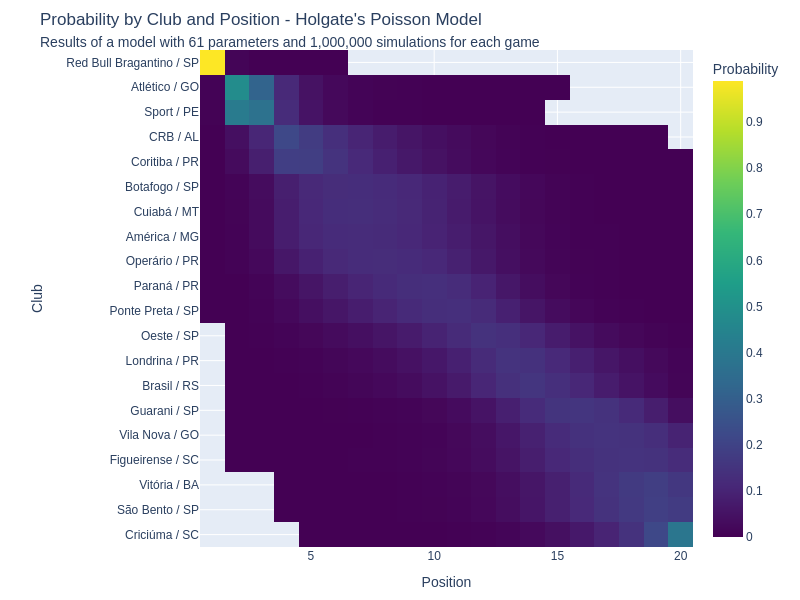 Probability by Club and Position - Holgate's Poisson Model
Results of a model with 61 parameters and 1,000,000 simulations for each game
Probability
Red Bull Bragantino / SP
Atlético / GO
Sport / PE
CRB / AL
Coritiba / PR
Botafogo / SP
Cuiabá / MT
América / MG
Operário / PR
Paraná / PR
Ponte Preta / SP
Oeste / SP
Londrina / PR
Brasil / RS
Guarani / SP
Vila Nova / GO
Figueirense / SC
Vitória / BA
São Bento / SP
Criciúma / SC
Club
5
10
15
20
Position
0.9
0.8
0.7
0.6
0.5
0.4
0.3
0.2
0.1
0